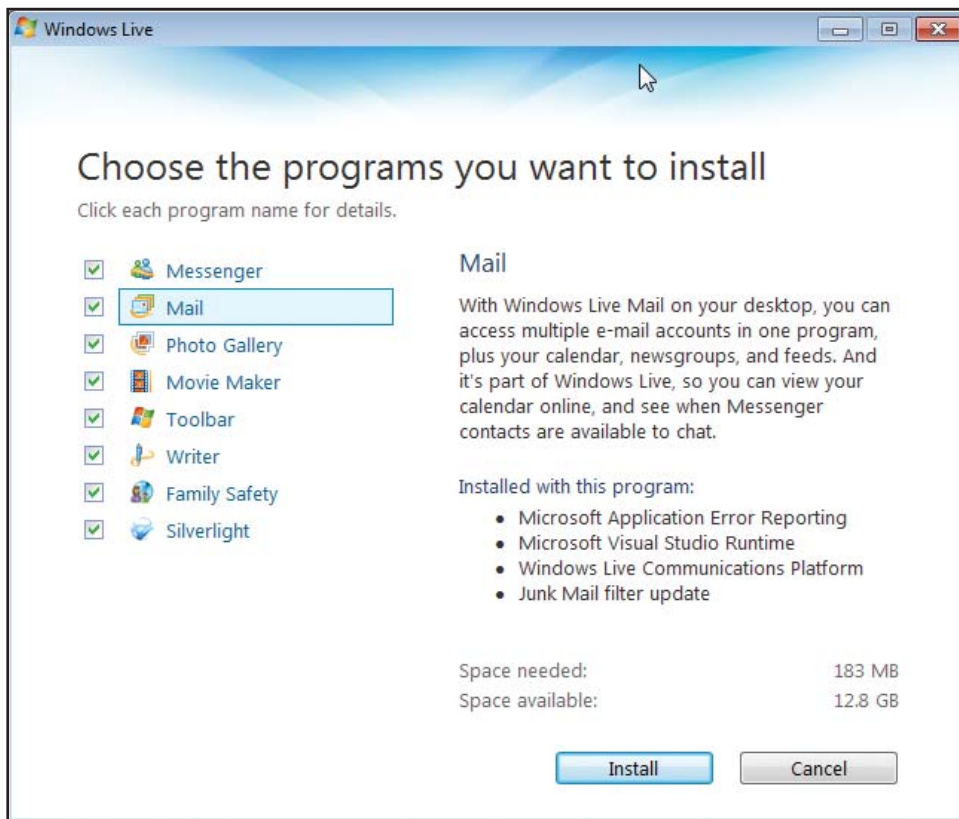 Windows Live
Choose the programs you want to install
Click each program name for details.
Messenger
Mail
Photo Gallery
Movie Maker
Toolbar
Writer
Family Safety
Silverlight
Mail
With Windows Live Mail on your desktop, you can
access multiple e-mail accounts in one program,
plus your calendar, newsgroups, and feeds. And
it's part of Windows Live, so you can view your
calendar online, and see when Messenger
contacts are available to chat.
Installed with this program:
• Microsoft Application Error Reporting
• Microsoft Visual Studio Runtime
• Windows Live Communications Platform
• Junk Mail filter update
Space needed: 183 MB
Space available: 12.8 GB
Install Cancel